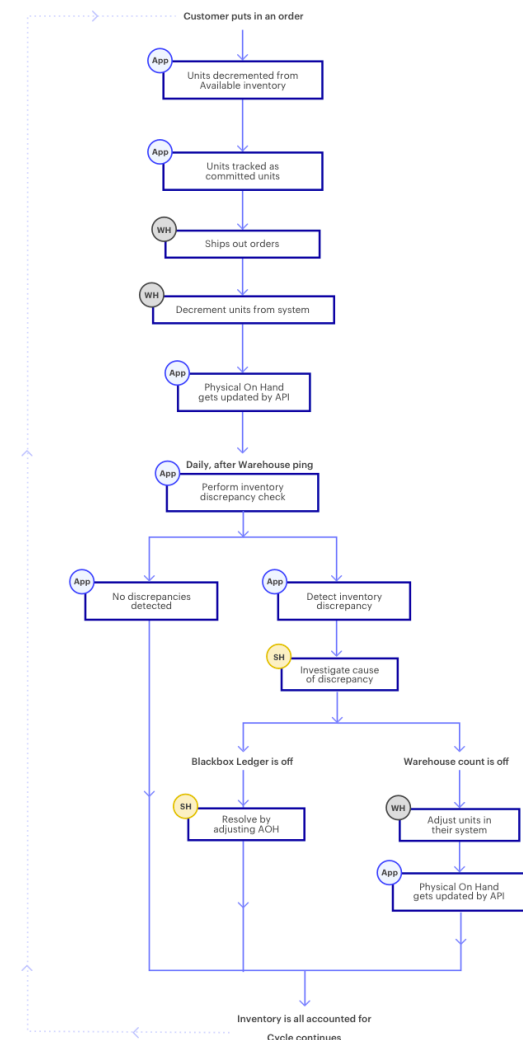 Customer puts in an order
App
Units decremented from
Available inventory
App
Units tracked as
committed units
WH
Ships out orders
WH
Decrement units from system
App
Physical On Hand
gets updated by API
Daily, after Warehouse ping
App
Perform inventory
discrepancy check
App
No discrepancies
detected
App
Detect inventory
discrepancy
SH
Investigate cause
of discrepancy
Blackbox Ledger is off
Warehouse count is off
SH
Resolve by
adjusting AOH
WH
Adjust units in
their system
App
Physical On Hand
gets updated by API
Inventory is all accounted for
Cycle continues